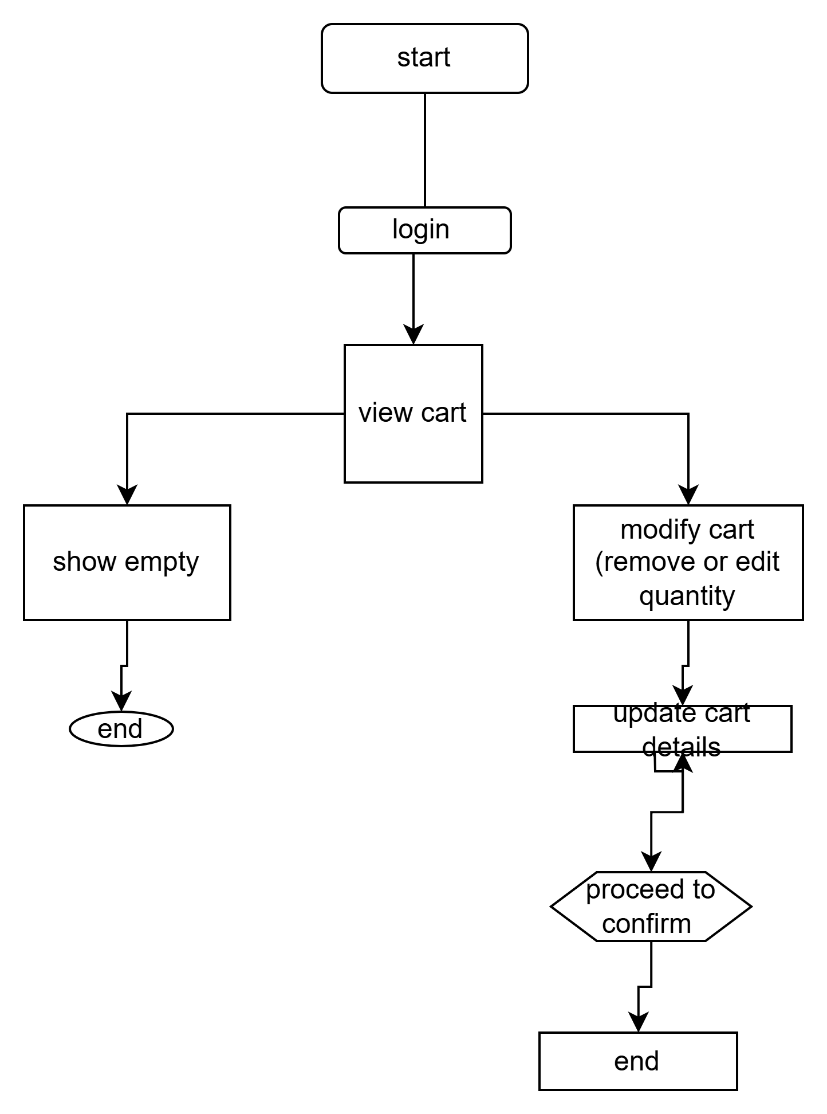 start
login
view cart
show empty
modify cart
(remove or edit
quantity
end
update cart
details
proceed to
confirm
end